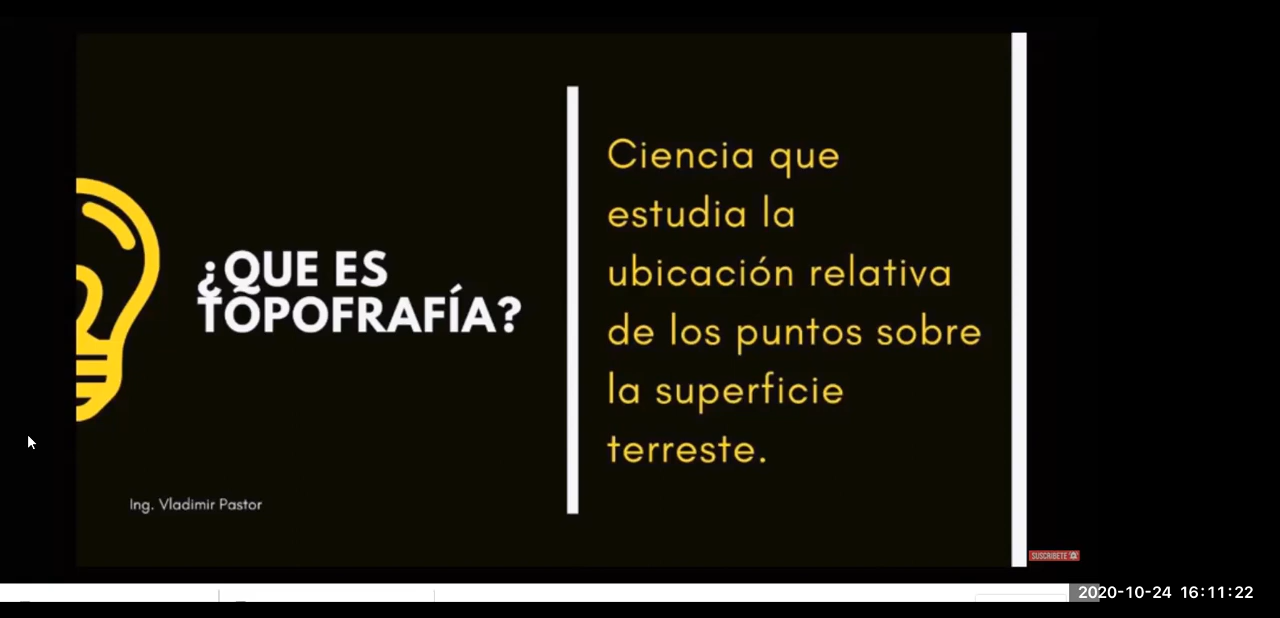 ¿QUE ES
TOPOFRAFÍA?
Ciencia que
estudia la
ubicación relativa
de los puntos sobre
la superficie
terreste.
Ing. Vladimir Pastor
SUSCRIBETE
2020-10-24 16:11:22